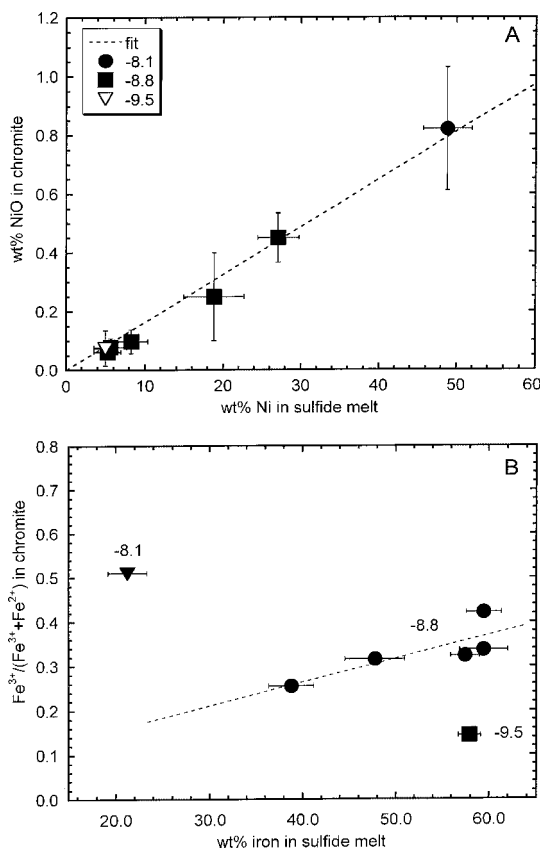 1.2
1.0
0.8
0.6
0.4
0.2
0.0
wt% NiO in chromite
fit
-8.1
-8.8
-9.5
A
0 10 20 30 40 50 60
wt% Ni in sulfide melt
0.8
0.7
0.6
0.5
0.4
0.3
0.2
0.1
0.0
Fe3+/(Fe3++Fe2+) in chromite
B
-8.1
-8.8
-9.5
20.0 30.0 40.0 50.0 60.0
wt% iron in sulfide melt